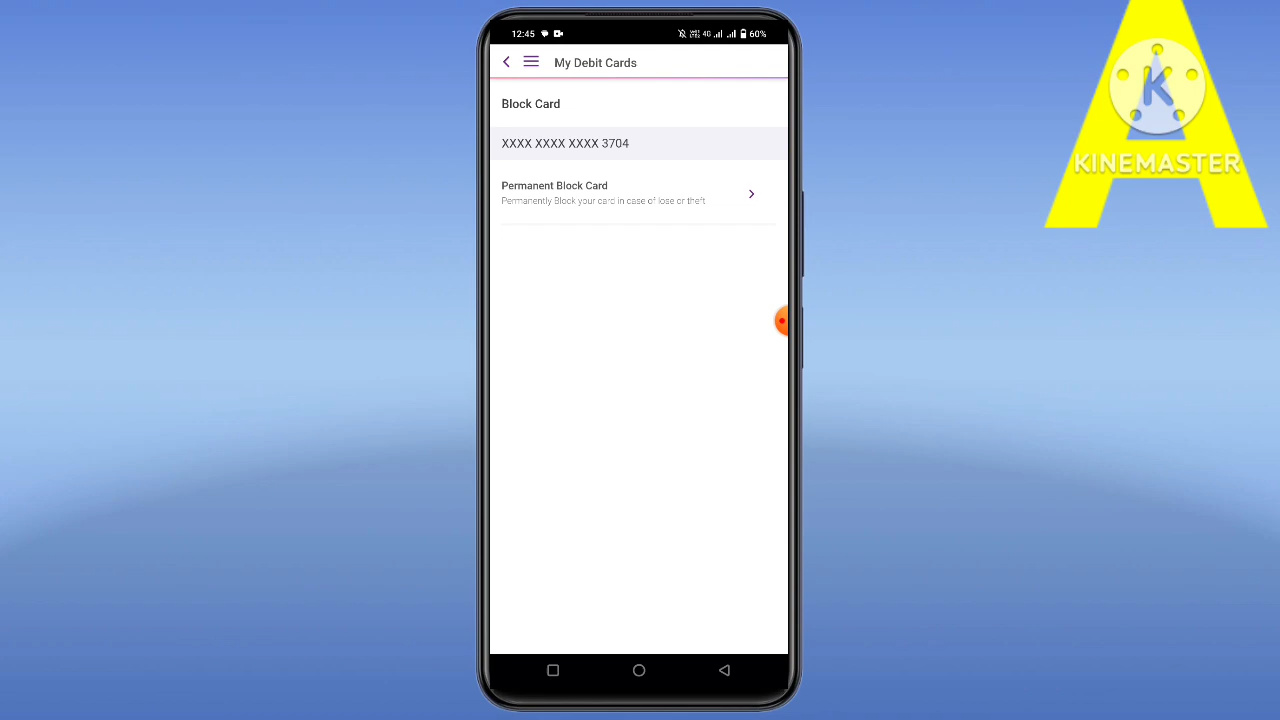 12:45
4G 60%
My Debit Cards
Block Card
XXXX XXXX XXXX 3704
Permanent Block Card
Permanently Block your card in case of lose or theft
A
K
KINEMASTER